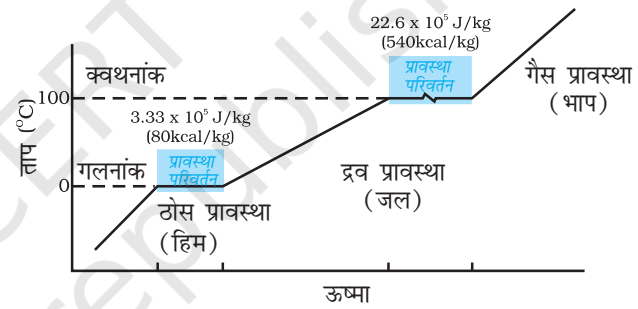 22.6 x 10⁵ J/kg
(540kcal/kg)
क्वथनांक
प्रावस्था
परिवर्तन
गैस प्रावस्था
(भाप)
100
3.33 x 10⁵ J/kg
(80kcal/kg)
ताप (°C)
गलनांक
प्रावस्था
परिवर्तन
द्रव प्रावस्था
(जल)
0
ठोस प्रावस्था
(हिम)
ऊष्मा